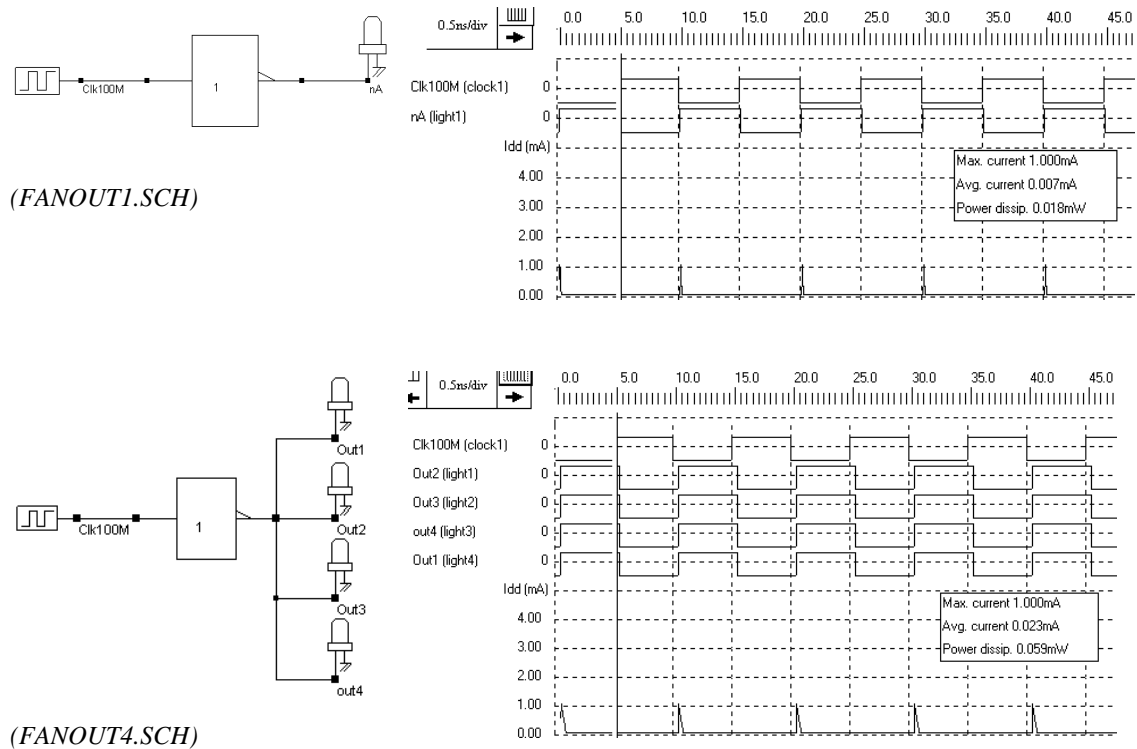 0.5ns/div
0.0 5.0 10.0 15.0 20.0 25.0 30.0 35.0 40.0 45.0
Clk100M
1
nA
Clk100M (clock1) 0
nA (light1) 0
Idd (mA)
4.00
3.00
2.00
1.00
0.00
Max. current 1.000mA
Avg. current 0.007mA
Power dissip. 0.018mW
(FANOUT1.SCH)
0.5ns/div
0.0 5.0 10.0 15.0 20.0 25.0 30.0 35.0 40.0 45.0
Clk100M
1
Out1
Out2
Out3
out4
Clk100M (clock1) 0
Out2 (light1) 0
Out3 (light2) 0
out4 (light3) 0
Out1 (light4) 0
Idd (mA)
4.00
3.00
2.00
1.00
0.00
Max. current 1.000mA
Avg. current 0.023mA
Power dissip. 0.059mW
(FANOUT4.SCH)